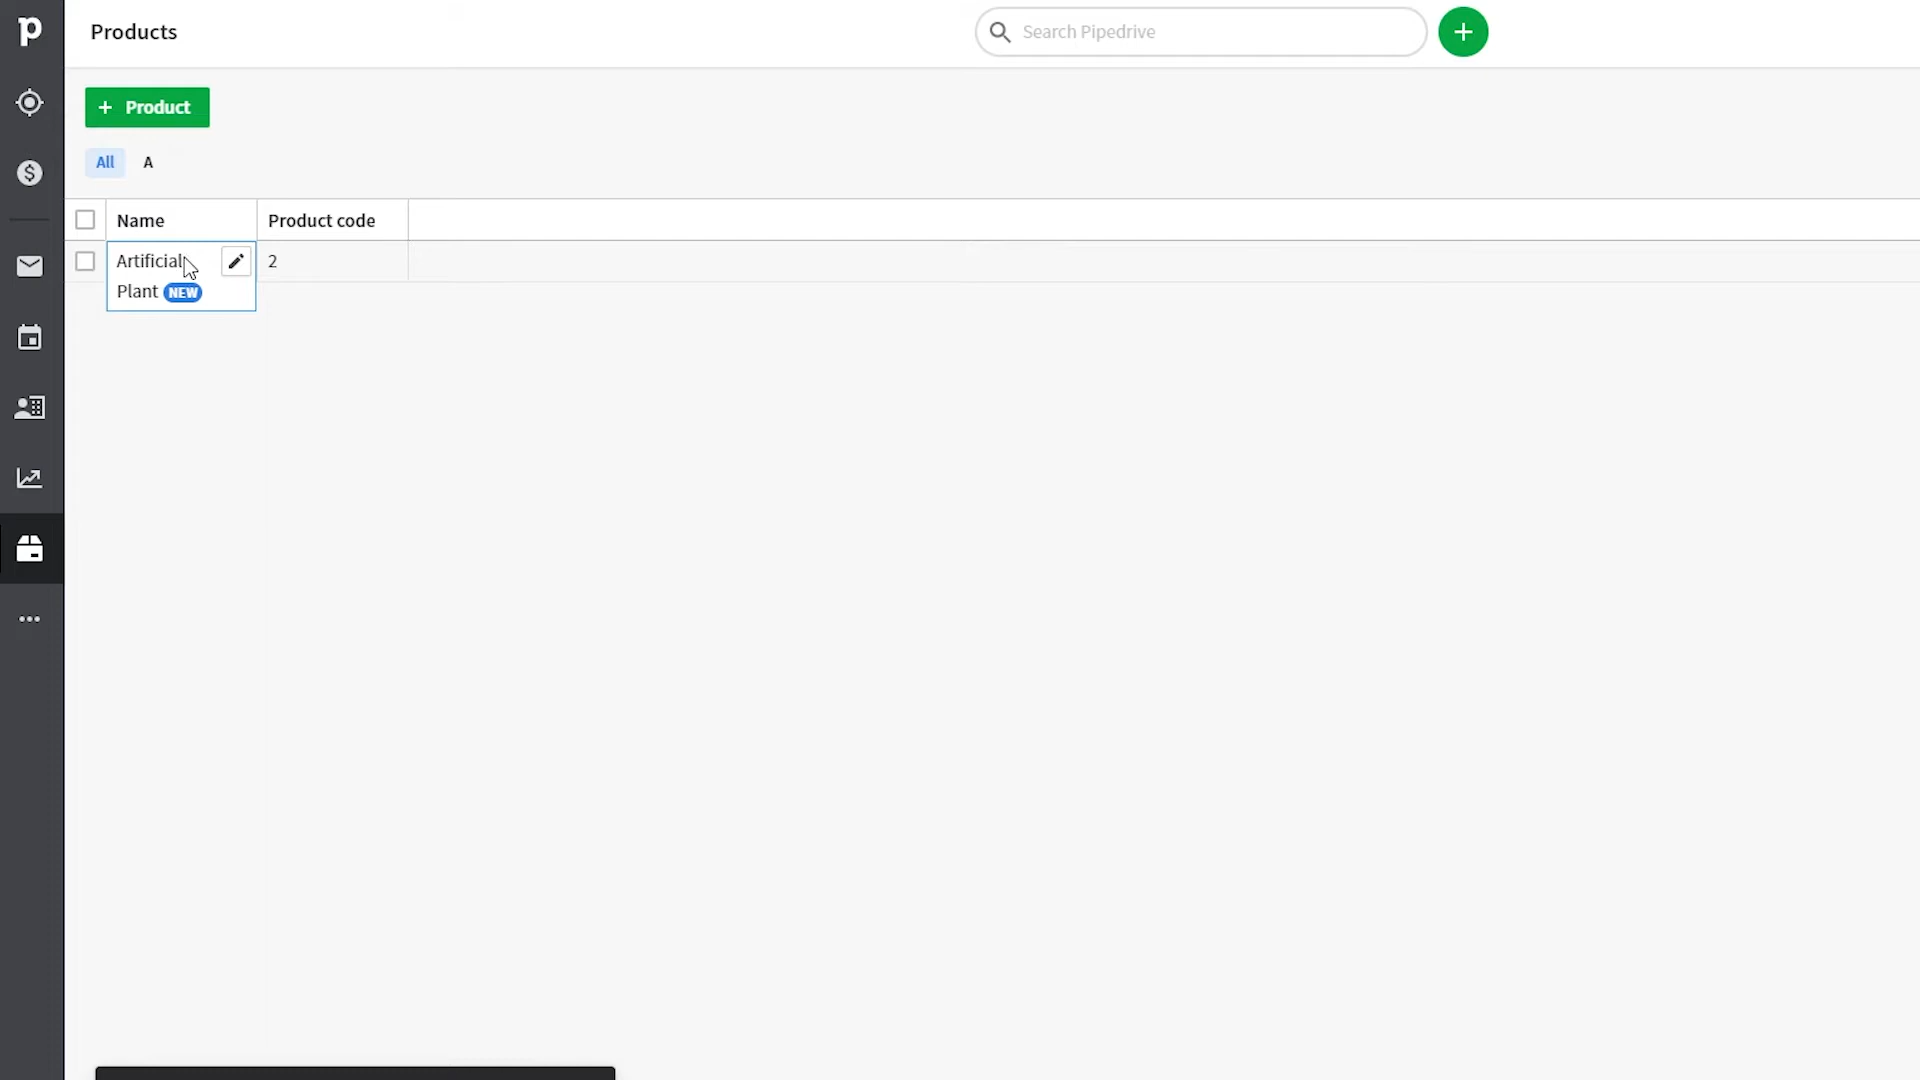 p
Products
Search Pipedrive
+
+ Product
All
A
Name
Product code
Artificial
2
Plant NEW